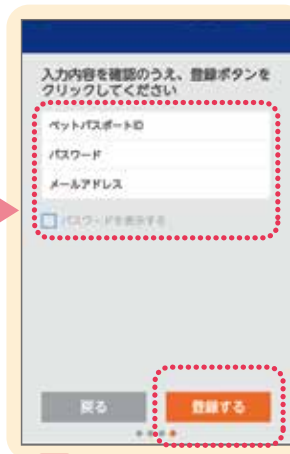 入力内容を確認のうえ、登録ボタンを
クリックしてください
ペットパスポートID
パスワード
メールアドレス
パスワードを表示する
戻る
登録する